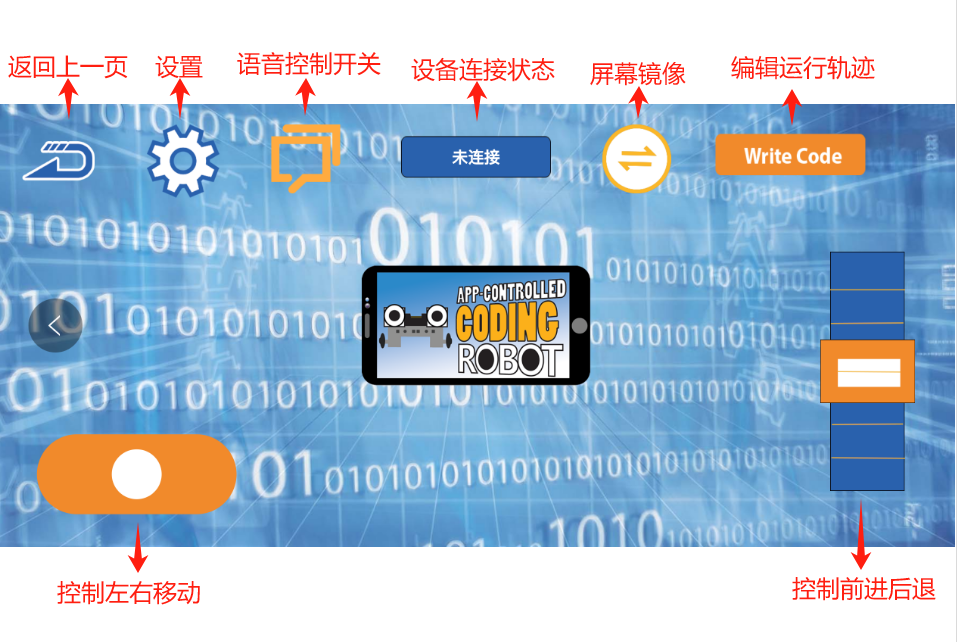 返回上一页
设置
语音控制开关
设备连接状态
屏幕镜像
编辑运行轨迹
未连接
Write Code
010101
APP-CONTROLLED
CODING
ROBOT
控制左右移动
控制前进后退